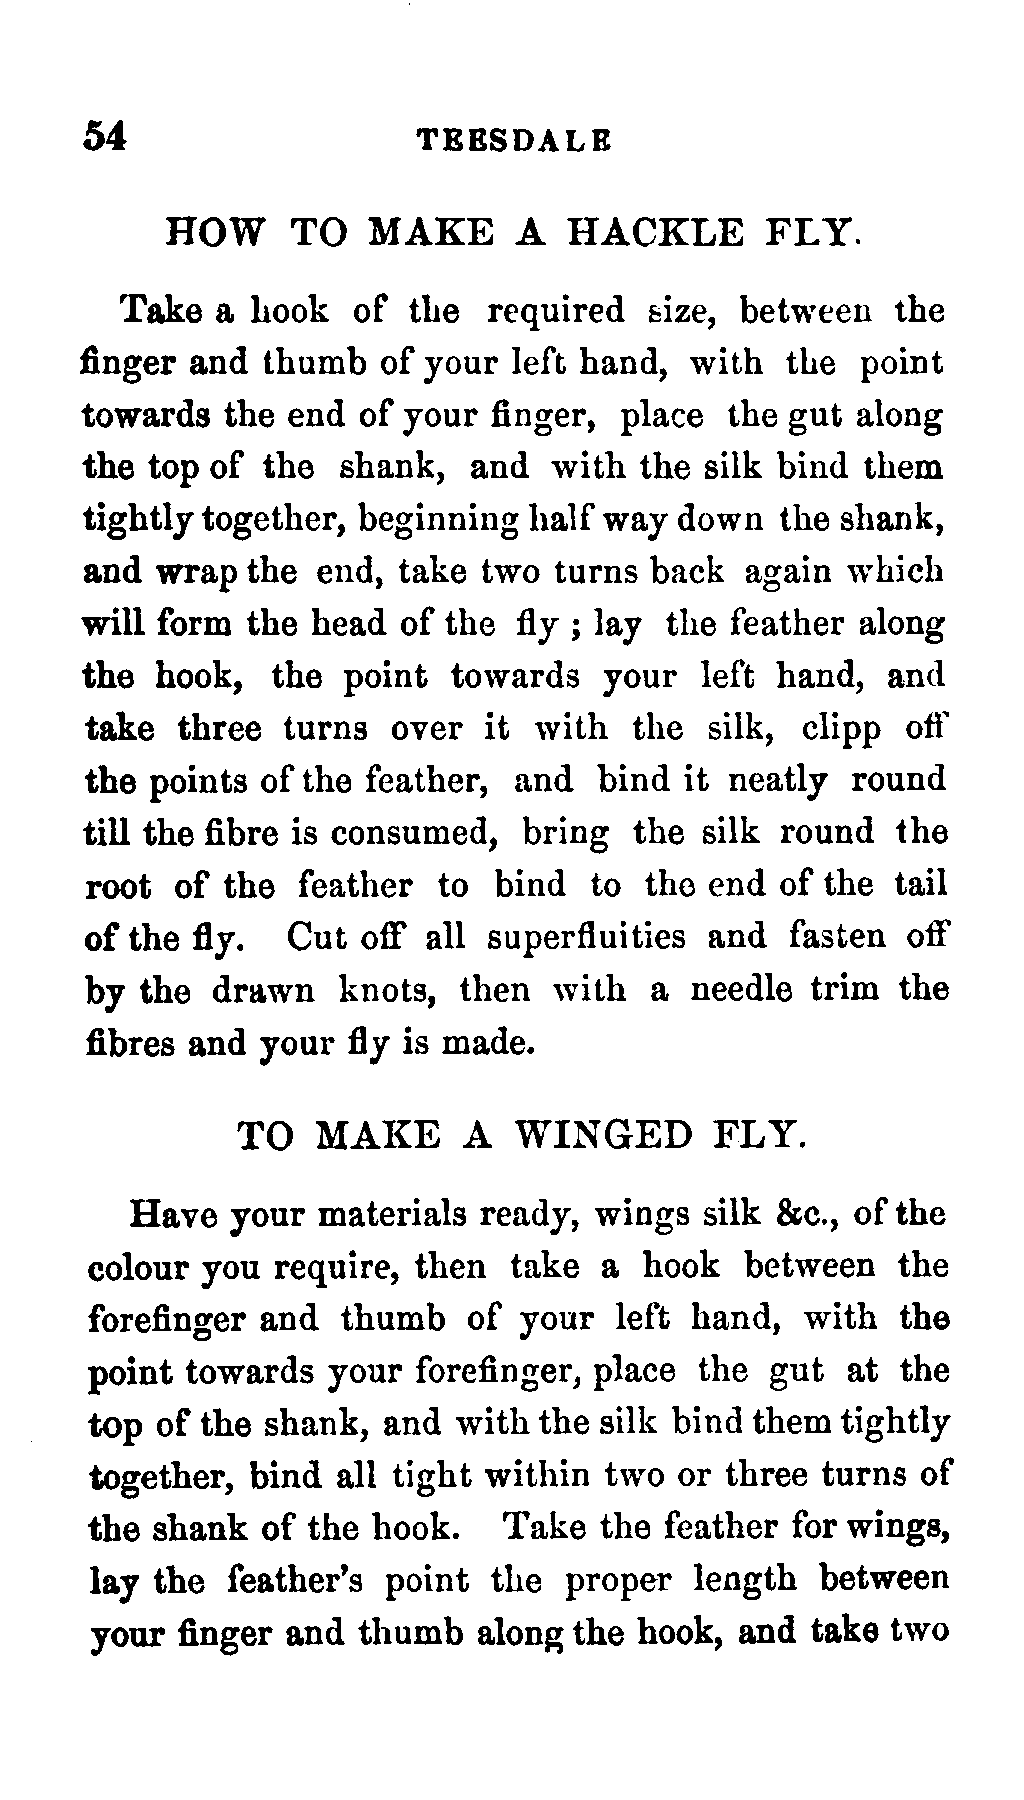 54 TEESDALE
HOW TO MAKE A HACKLE FLY.
Take a hook of the required size, between the
finger and thumb of your left hand, with the point
towards the end of your finger, place the gut along
the top of the shank, and with the silk bind them
tightly together, beginning half way down the shank,
and wrap the end, take two turns back again which
will form the head of the fly ; lay the feather along
the hook, the point towards your left hand, and
take three turns over it with the silk, clipp off
the points of the feather, and bind it neatly round
till the fibre is consumed, bring the silk round the
root of the feather to bind to the end of the tail
of the fly. Cut off all superfluities and fasten off
by the drawn knots, then with a needle trim the
fibres and your fly is made.
TO MAKE A WINGED FLY.
Have your materials ready, wings silk &c., of the
colour you require, then take a hook between the
forefinger and thumb of your left hand, with the
point towards your forefinger, place the gut at the
top of the shank, and with the silk bind them tightly
together, bind all tight within two or three turns of
the shank of the hook. Take the feather for wings,
lay the feather's point the proper length between
your finger and thumb along the hook, and take two